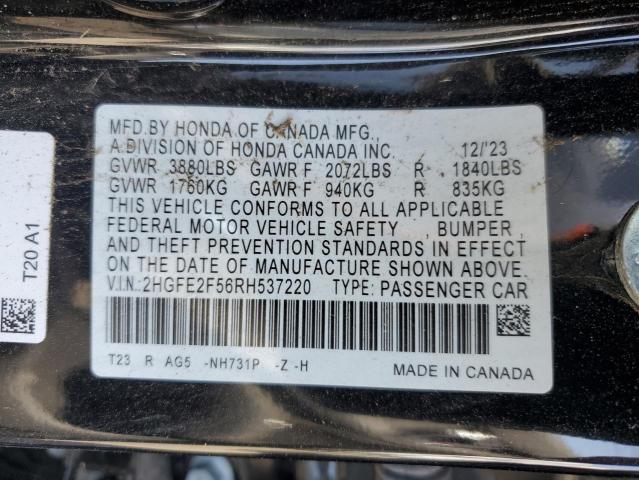 MFD.BY HONDA OF CANADA MFG.,
A DIVISION OF HONDA CANADA INC. 12/'23
GVWR 3880LBS GAWR F 2072LBS R 1840LBS
GVWR 1760KG GAWR F 940KG R 835KG
THIS VEHICLE CONFORMS TO ALL APPLICABLE
FEDERAL MOTOR VEHICLE SAFETY , BUMPER ,
AND THEFT PREVENTION STANDARDS IN EFFECT
ON THE DATE OF MANUFACTURE SHOWN ABOVE.
V.I.N.:2HGFE2F56RH537220 TYPE: PASSENGER CAR
T23 R AG5 -NH731P -Z -H MADE IN CANADA
T20 A1